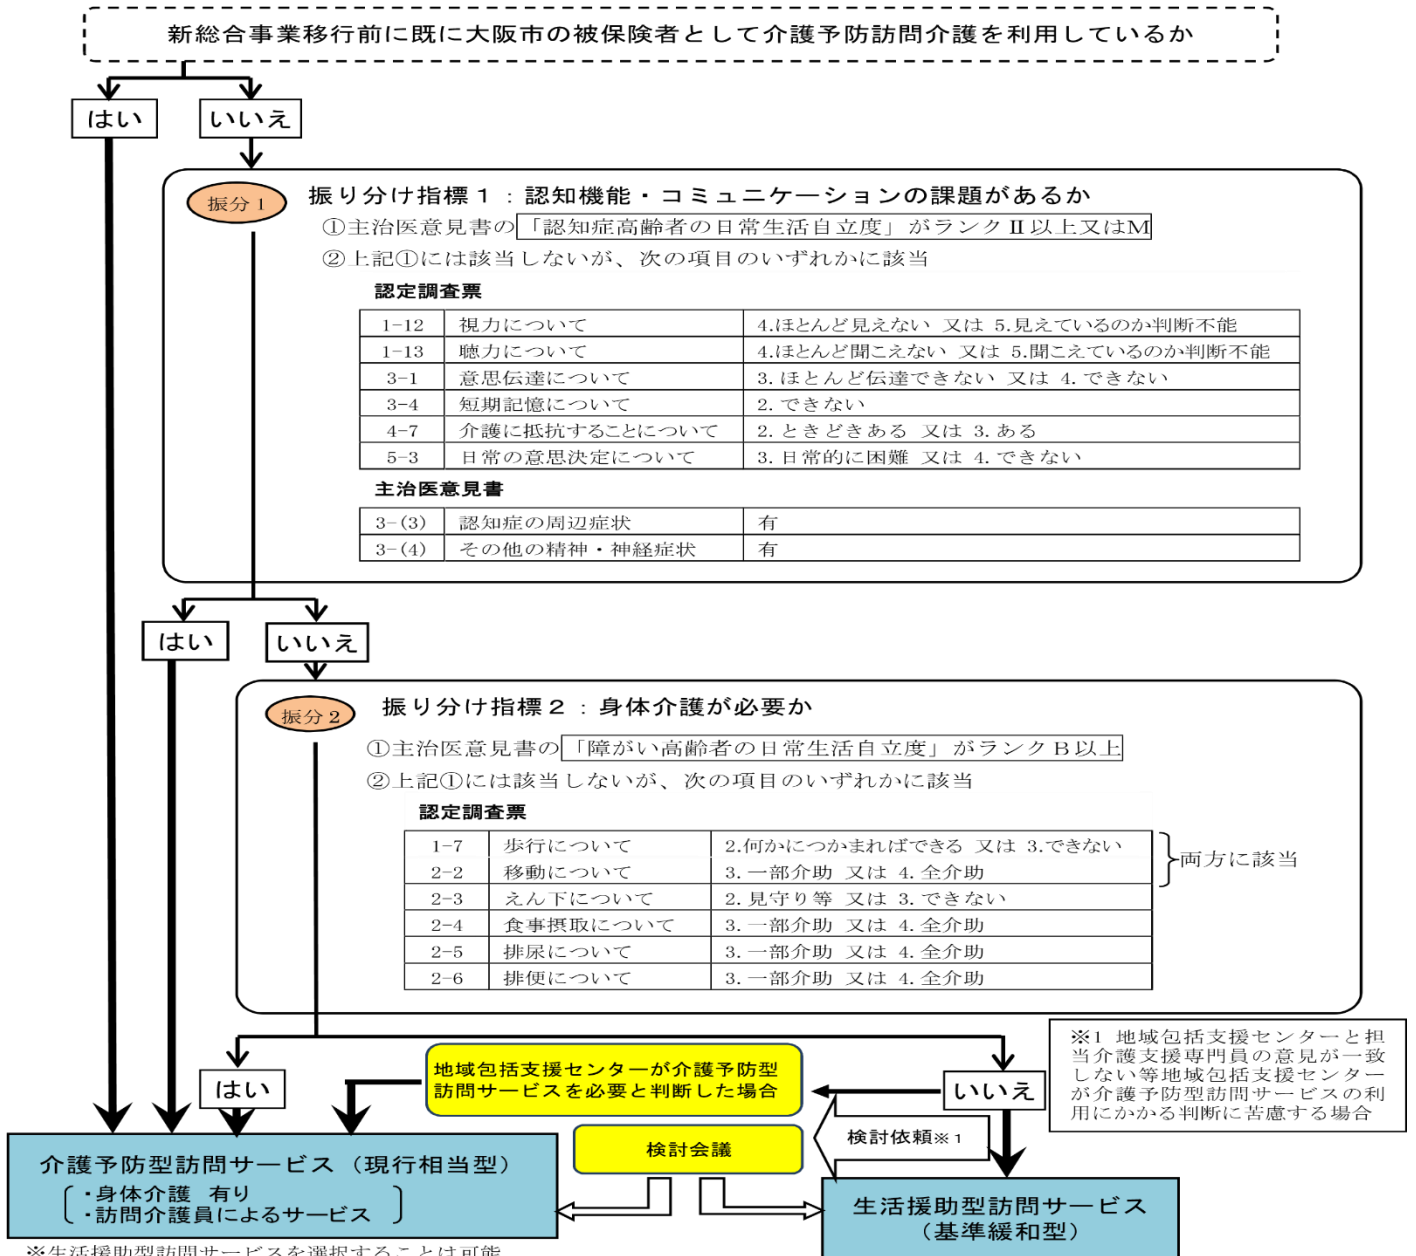 新総合事業移行前に既に大阪市の被保険者として介護予防訪問介護を利用しているか
はい
いいえ
振分1
振り分け指標1：認知機能・コミュニケーションの課題があるか
①主治医意見書の「認知症高齢者の日常生活自立度」がランクⅡ以上又はM
②上記①には該当しないが、次の項目のいずれかに該当
認定調査票
1-12 視力について 4.ほとんど見えない 又は 5.見えているのか判断不能
1-13 聴力について 4.ほとんど聞こえない 又は 5.聞こえているのか判断不能
3-1 意思伝達について 3.ほとんど伝達できない 又は 4.できない
3-4 短期記憶について 2.できない
4-7 介護に抵抗することについて 2.ときどきある 又は 3.ある
5-3 日常の意思決定について 3.日常的に困難 又は 4.できない
主治医意見書
3-(3) 認知症の周辺症状 有
3-(4) その他の精神・神経症状 有
はい
いいえ
振分2
振り分け指標2：身体介護が必要か
①主治医意見書の「障がい高齢者の日常生活自立度」がランクB以上
②上記①には該当しないが、次の項目のいずれかに該当
認定調査票
1-7 歩行について 2.何かにつかまればできる 又は 3.できない
2-2 移動について 3.一部介助 又は 4.全介助
両方に該当
2-3 えん下について 2.見守り等 又は 3.できない
2-4 食事摂取について 3.一部介助 又は 4.全介助
2-5 排尿について 3.一部介助 又は 4.全介助
2-6 排便について 3.一部介助 又は 4.全介助
はい
地域包括支援センターが介護予防型
訪問サービスを必要と判断した場合
いいえ
※1 地域包括支援センターと担
当介護支援専門員の意見が一致
しない等地域包括支援センター
が介護予防型訪問サービスの利
用にかかる判断に苦慮する場合
検討会議
検討依頼※1
介護予防型訪問サービス（現行相当型）
・身体介護 有り
・訪問介護員によるサービス
生活援助型訪問サービス
（基準緩和型）
※生活援助型訪問サービスを選択することは可能